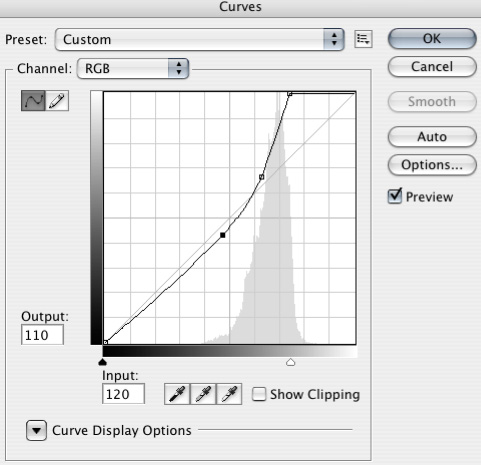 Curves
Preset: Custom
OK
Channel: RGB
Cancel
Smooth
Auto
Options...
Preview
Output:
110
Input:
120
Show Clipping
Curve Display Options